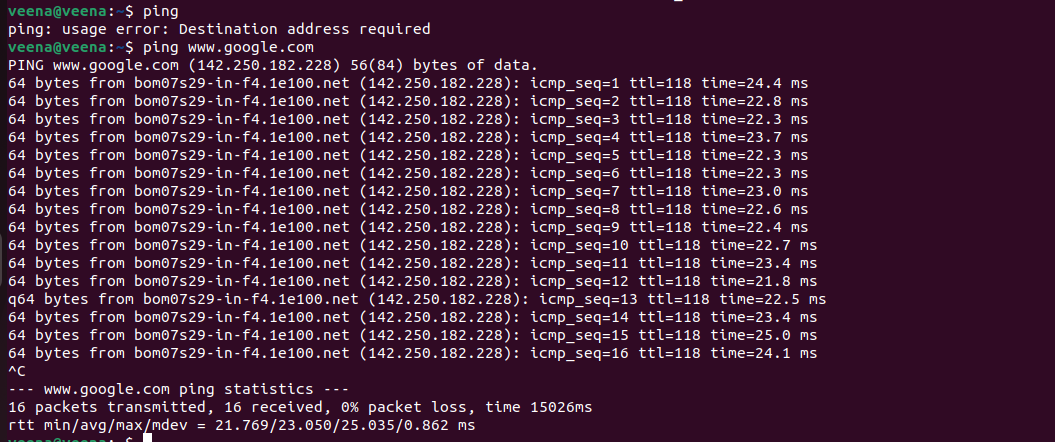 veena@veena:~$ ping
ping: usage error: Destination address required
veena@veena:~$ ping www.google.com
PING www.google.com (142.250.182.228) 56(84) bytes of data.
64 bytes from bom07s29-in-f4.1e100.net (142.250.182.228): icmp_seq=1 ttl=118 time=24.4 ms
64 bytes from bom07s29-in-f4.1e100.net (142.250.182.228): icmp_seq=2 ttl=118 time=22.8 ms
64 bytes from bom07s29-in-f4.1e100.net (142.250.182.228): icmp_seq=3 ttl=118 time=22.3 ms
64 bytes from bom07s29-in-f4.1e100.net (142.250.182.228): icmp_seq=4 ttl=118 time=23.7 ms
64 bytes from bom07s29-in-f4.1e100.net (142.250.182.228): icmp_seq=5 ttl=118 time=22.3 ms
64 bytes from bom07s29-in-f4.1e100.net (142.250.182.228): icmp_seq=6 ttl=118 time=22.3 ms
64 bytes from bom07s29-in-f4.1e100.net (142.250.182.228): icmp_seq=7 ttl=118 time=23.0 ms
64 bytes from bom07s29-in-f4.1e100.net (142.250.182.228): icmp_seq=8 ttl=118 time=22.6 ms
64 bytes from bom07s29-in-f4.1e100.net (142.250.182.228): icmp_seq=9 ttl=118 time=22.4 ms
64 bytes from bom07s29-in-f4.1e100.net (142.250.182.228): icmp_seq=10 ttl=118 time=22.7 ms
64 bytes from bom07s29-in-f4.1e100.net (142.250.182.228): icmp_seq=11 ttl=118 time=23.4 ms
64 bytes from bom07s29-in-f4.1e100.net (142.250.182.228): icmp_seq=12 ttl=118 time=21.8 ms
q64 bytes from bom07s29-in-f4.1e100.net (142.250.182.228): icmp_seq=13 ttl=118 time=22.5 ms
64 bytes from bom07s29-in-f4.1e100.net (142.250.182.228): icmp_seq=14 ttl=118 time=23.4 ms
64 bytes from bom07s29-in-f4.1e100.net (142.250.182.228): icmp_seq=15 ttl=118 time=25.0 ms
64 bytes from bom07s29-in-f4.1e100.net (142.250.182.228): icmp_seq=16 ttl=118 time=24.1 ms
^C
--- www.google.com ping statistics ---
16 packets transmitted, 16 received, 0% packet loss, time 15026ms
rtt min/avg/max/mdev = 21.769/23.050/25.035/0.862 ms